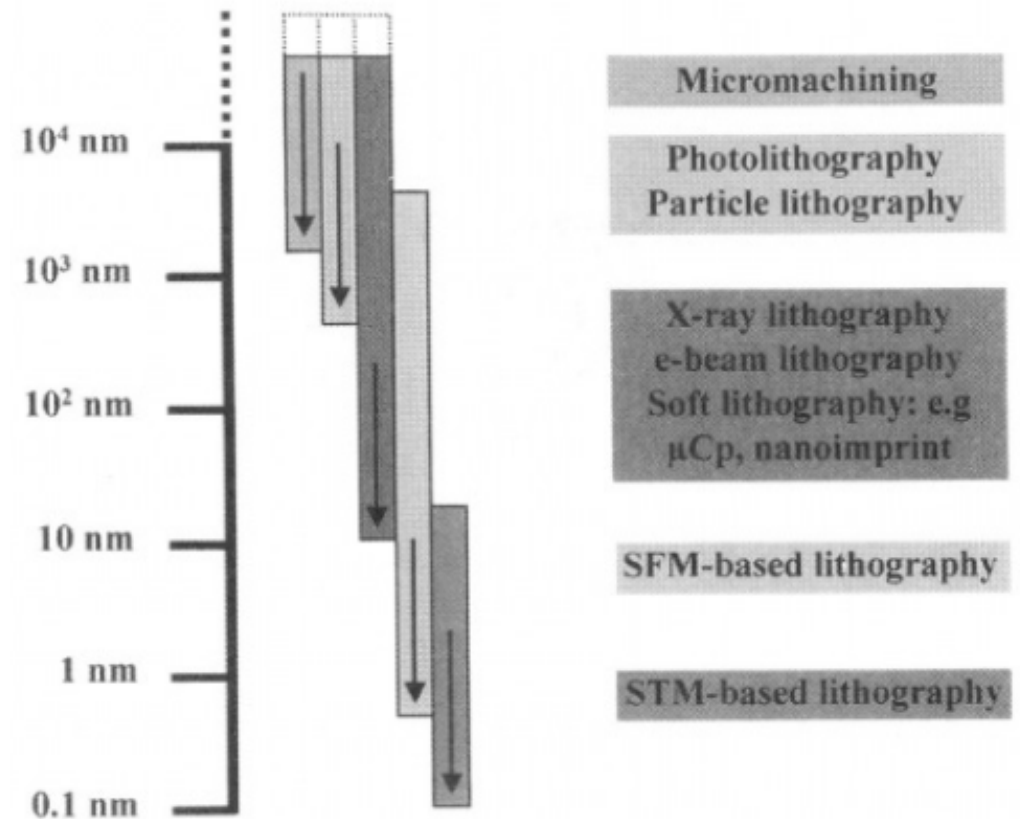 10⁴ nm
10³ nm
10² nm
10 nm
1 nm
0.1 nm
Micromachining
Photolithography
Particle lithography
X-ray lithography
e-beam lithography
Soft lithography: e.g
μCp, nanoimprint
SFM-based lithography
STM-based lithography